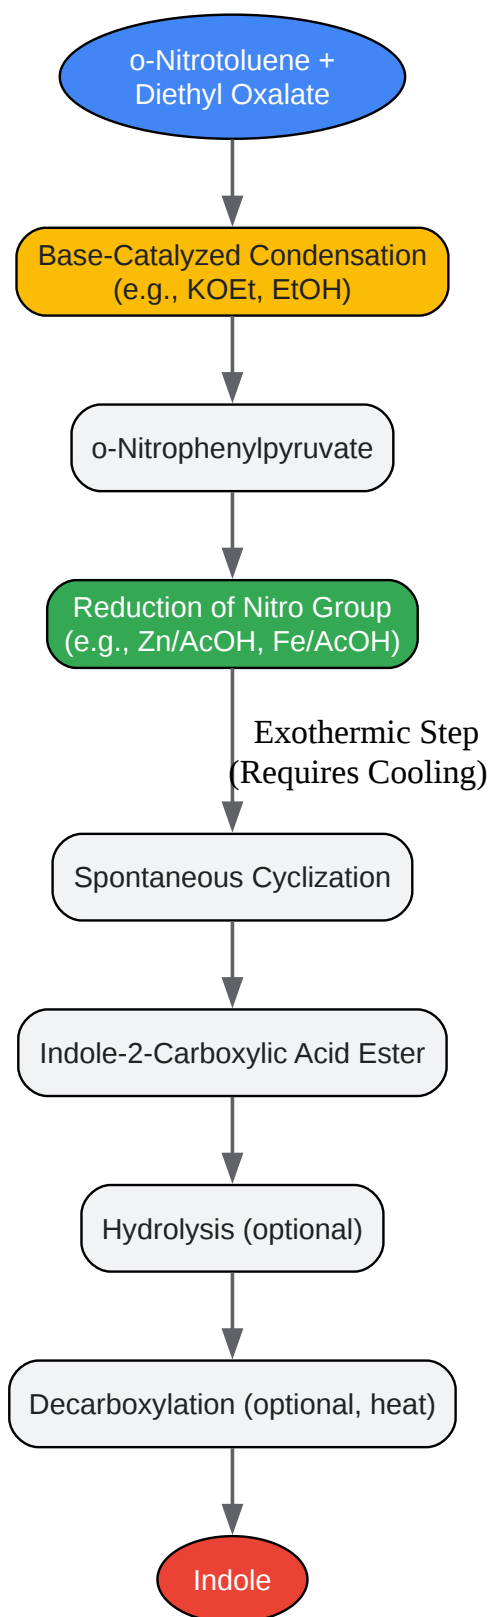 o-Nitrotoluene +
Diethyl Oxalate
Base-Catalyzed Condensation
(e.g., KOEt, EtOH)
o-Nitrophenylpyruvate
Reduction of Nitro Group
(e.g., Zn/AcOH, Fe/AcOH)
Exothermic Step
(Requires Cooling)
Spontaneous Cyclization
Indole-2-Carboxylic Acid Ester
Hydrolysis (optional)
Decarboxylation (optional, heat)
Indole